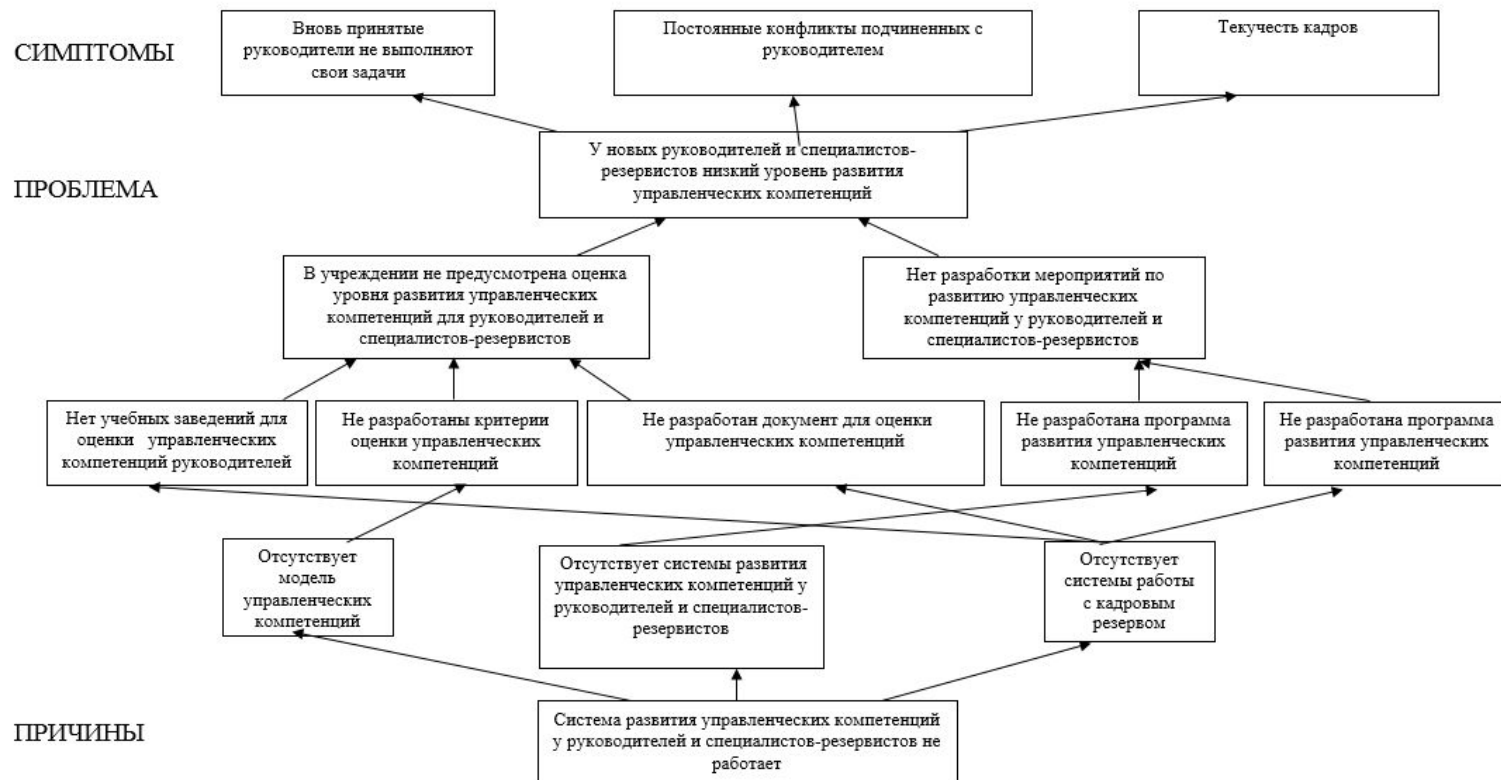 СИМПТОМЫ
Вновь принятые
руководители не выполняют
свои задачи
Постоянные конфликты подчиненных с
руководителем
Текучесть кадров
ПРОБЛЕМА
У новых руководителей и специалистов-
резервистов низкий уровень развития
управленческих компетенций
В учреждении не предусмотрена оценка
уровня развития управленческих
компетенций для руководителей и
специалистов-резервистов
Нет разработки мероприятий по
развитию управленческих
компетенций у руководителей и
специалистов-резервистов
Нет учебных заведений для
оценки управленческих
компетенций руководителей
Не разработаны критерии
оценки управленческих
компетенций
Не разработан документ для оценки
управленческих компетенций
Не разработана программа
развития управленческих
компетенций
Не разработана программа
развития управленческих
компетенций
Отсутствует
модель
управленческих
компетенций
Отсутствует системы развития
управленческих компетенций у
руководителей и специалистов-
резервистов
Отсутствует
системы работы
с кадровым
резервом
ПРИЧИНЫ
Система развития управленческих компетенций
у руководителей и специалистов-резервистов не
работает